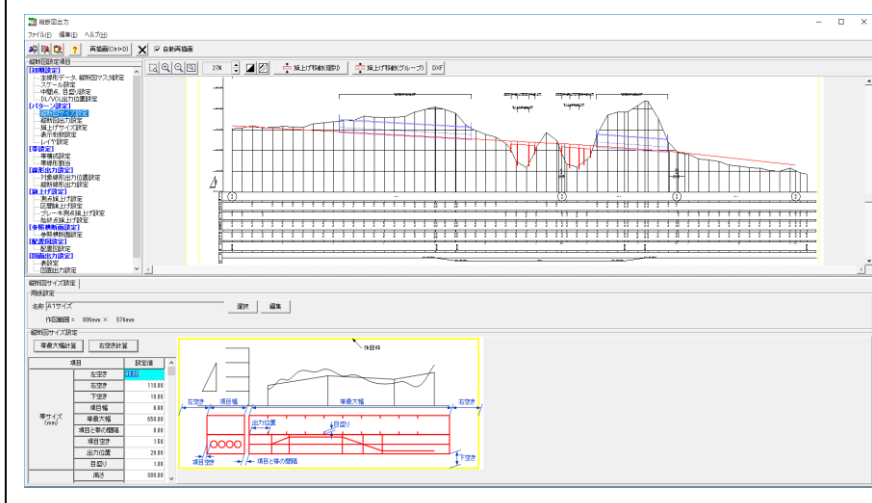 縦断図出力
ファイル(F) 編集(E) ヘルプ(H)
再描画(Ctrl+D) 自動再描画
縦断図設定項目
27% 旗上げ移動(個別) 旗上げ移動(グループ) DXF
[初期設定]
主線形データ, 縦断図マスタ設定
スケール設定
中間点, 目盛り設定
DL/VCL出力位置設定
[パターン設定]
縦断図サイズ設定
縦断図出力設定
旗上げサイズ設定
表示制御設定
レイヤ設定
[帯設定]
帯構成設定
帯線形割当
[線形出力設定]
対象線形出力位置設定
縦断線形出力設定
[旗上げ設定]
測点旗上げ設定
区間旗上げ設定
ブレーキ測点旗上げ設定
始終点旗上げ設定
[参照横断面設定]
参照横断面設定
[配置図設定]
配置図設定
[図面出力設定]
表設定
図面出力設定
縦断図サイズ設定
用紙設定
名称 A1サイズ 選択 編集
作図範囲 = 806mm × 574mm
縦断図サイズ設定
帯最大幅計算 右空き計算
項目 設定値
帯サイズ
(mm)
左空き
右空き 110.00
下空き 10.00
項目幅 6.00
帯最大幅 650.00
項目と帯の間隔 0.00
項目空き 1.50
出力位置 20.00
目盛り 1.00
高さ 300.00
作図枠
左空き 項目幅 帯最大幅 右空き
出力位置 目盛り
項目空き 項目と帯の間隔 下空き